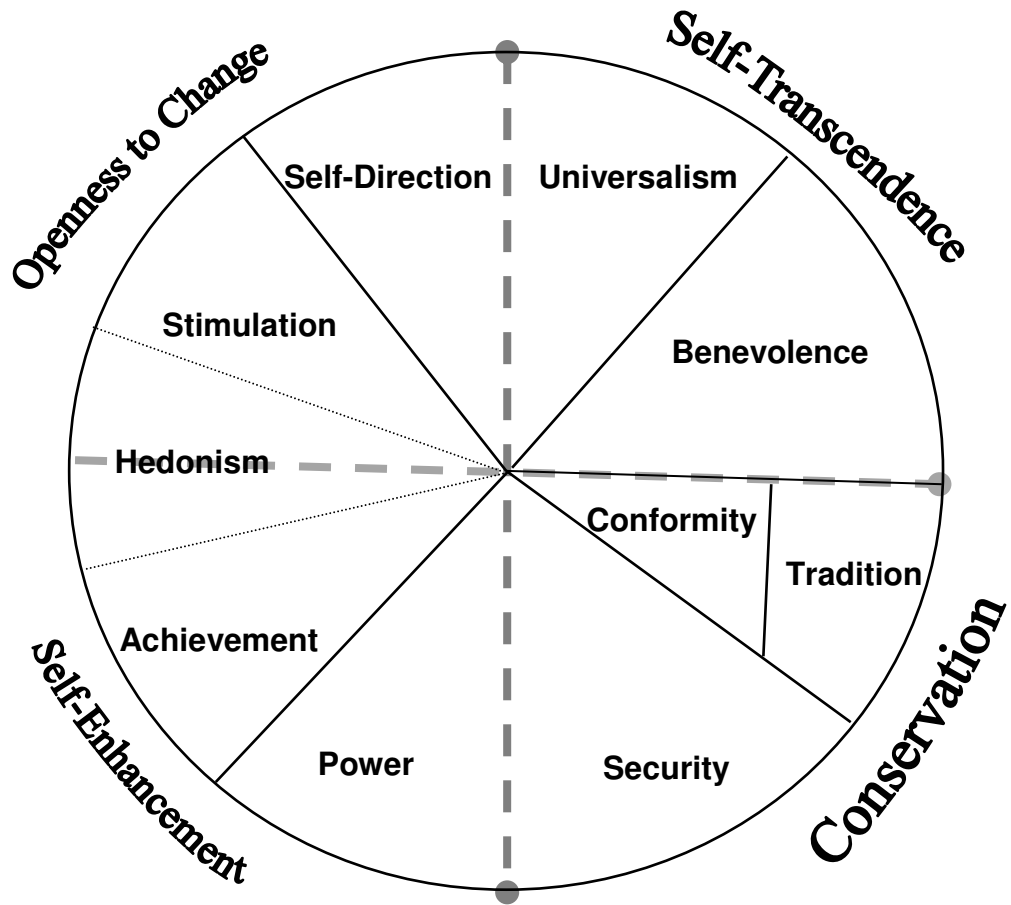 Openness to Change
Self-Transcendence
Self-Direction
Universalism
Stimulation
Benevolence
Hedonism
Conformity
Tradition
Achievement
Power
Security
Self-Enhancement
Conservation